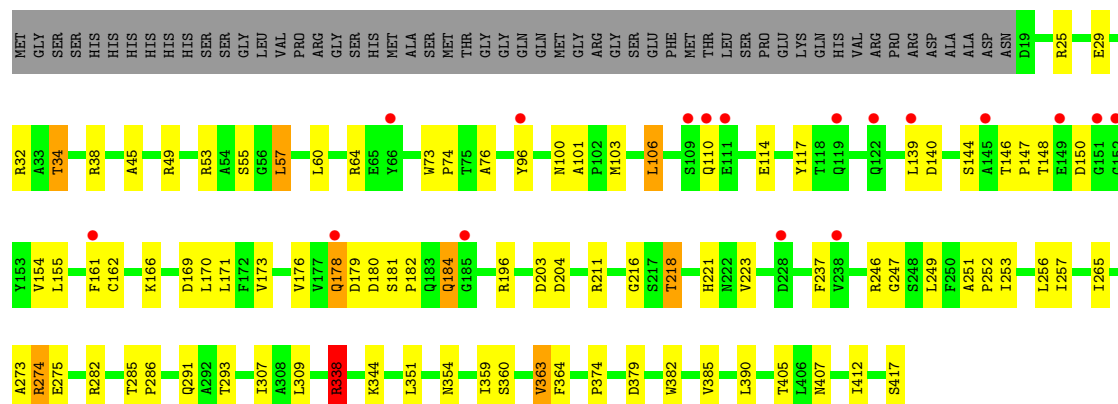 MET GLY SER SER HIS HIS HIS HIS HIS HIS SER SER GLY LEU VAL PRO ARG GLY SER HIS MET ALA SER MET THR GLY GLY GLN GLN MET GLY ARG GLY SER GLU PHE MET THR LEU SER PRO GLU LYS GLN HIS VAL ARG PRO ARG ASP ALA ALA ASP ASN D19 R25 E29
R32 A33 T34 R38 A45 R49 R53 A54 S55 G56 L57 L60 R64 E65 Y66 W73 P74 T75 A76 Y96 N100 A101 P102 M103 L106 S109 Q110 E111 E114 Y117 T118 Q119 Q122 L139 D140 S144 A145 T146 P147 T148 E149 D150 G151 G152
Y153 V154 L155 F161 C162 K166 D169 L170 L171 F172 V173 V176 V177 Q178 D179 D180 S181 P182 Q183 Q184 G185 R196 D203 D204 R211 G216 S217 T218 H221 N222 V223 D228 F237 V238 R246 G247 S248 L249 F250 A251 P252 I253 L256 I257 I265
A273 R274 E275 R282 T285 P286 Q291 A292 T293 I307 A308 L309 R338 K344 L351 N354 I359 S360 V363 F364 P374 D379 W382 V385 L390 T405 L406 N407 I412 S417